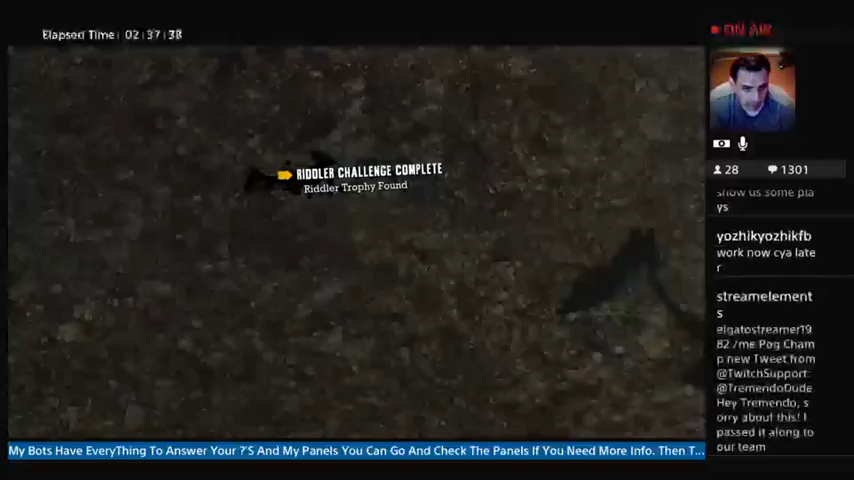 Elapsed Time | 02:37:38
ON AIR
RIDDLER CHALLENGE COMPLETE
Riddler Trophy Found
28
1301
show us some pla
ys
yozhikyozhikfb
work now cya late
r
streamelement
s
elgatostreamer19
82 /me Pog Cham
p new Tweet from
@TwitchSupport:
@TremendoDude
Hey Tremendo, s
orry about this! I
passed it along to
our team
My Bots Have EveryThing To Answer Your ?'S And My Panels You Can Go And Check The Panels If You Need More Info. Then T...